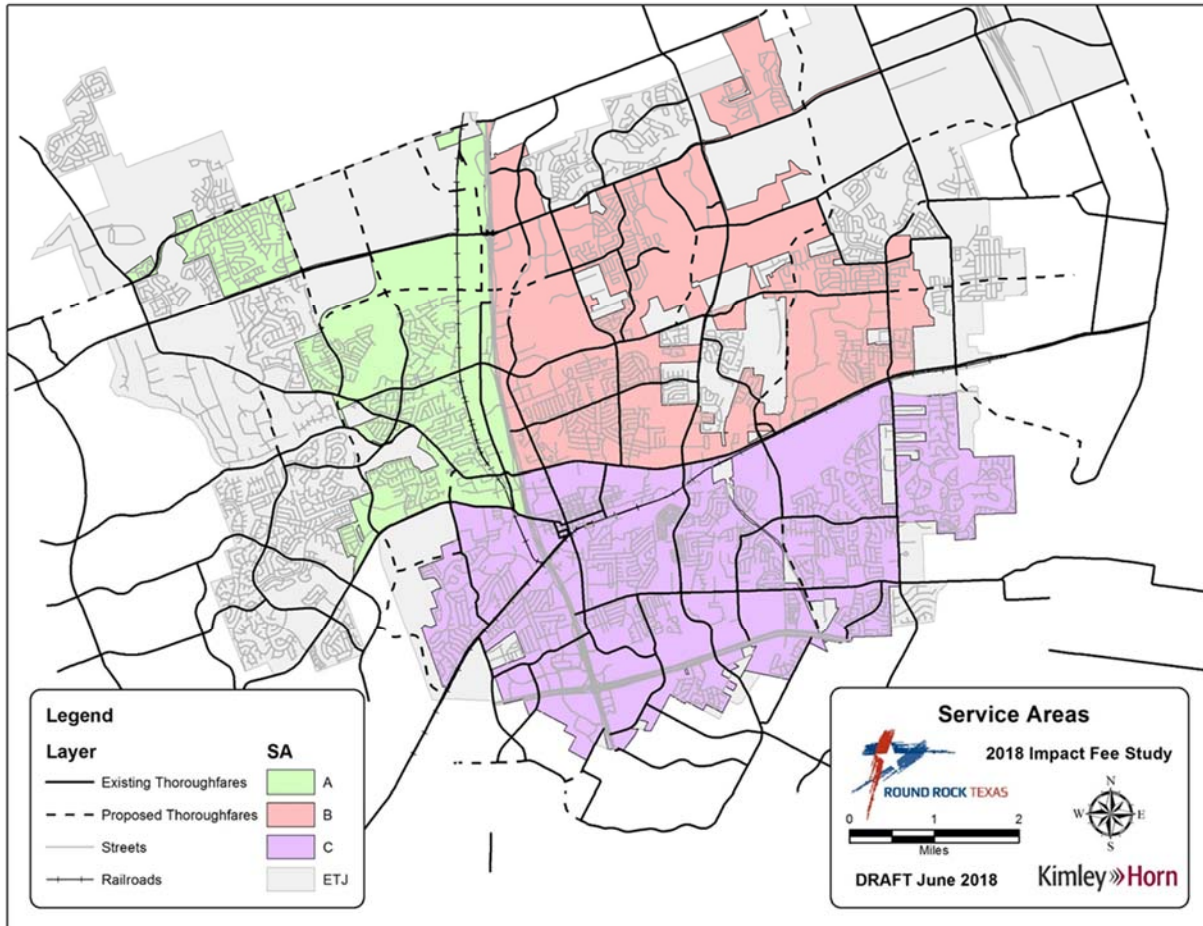 Legend
Layer
Existing Thoroughfares
Proposed Thoroughfares
Streets
Railroads
SA
A
B
C
ETJ
Service Areas
2018 Impact Fee Study
ROUND ROCK TEXAS
0 1 2
Miles
N
W E
S
DRAFT June 2018
Kimley»Horn